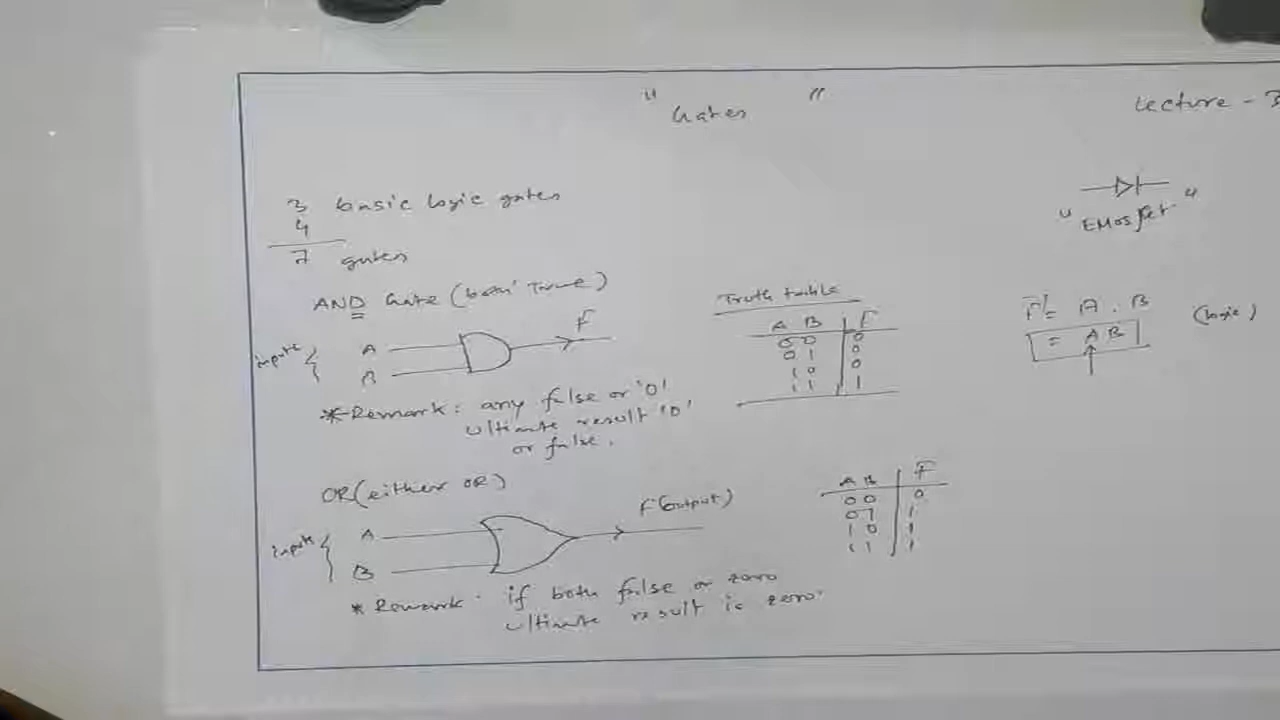 " Gates "
Lecture - 3
3 basic logic gates
4
7 gates
"EMosfet"
AND Gate (both True)
inputs { A B F
Truth table
A B F
0 0 0
0 1 0
1 0 0
1 1 1
F = A . B
= A B
(logic)
*Remark: any false or '0'
ultimate result '0'
or false.
OR (either OR)
inputs { A B F(output)
A B F
0 0 0
0 1 1
1 0 1
1 1 1
* Remark: if both false or zero
ultimate result is zero.